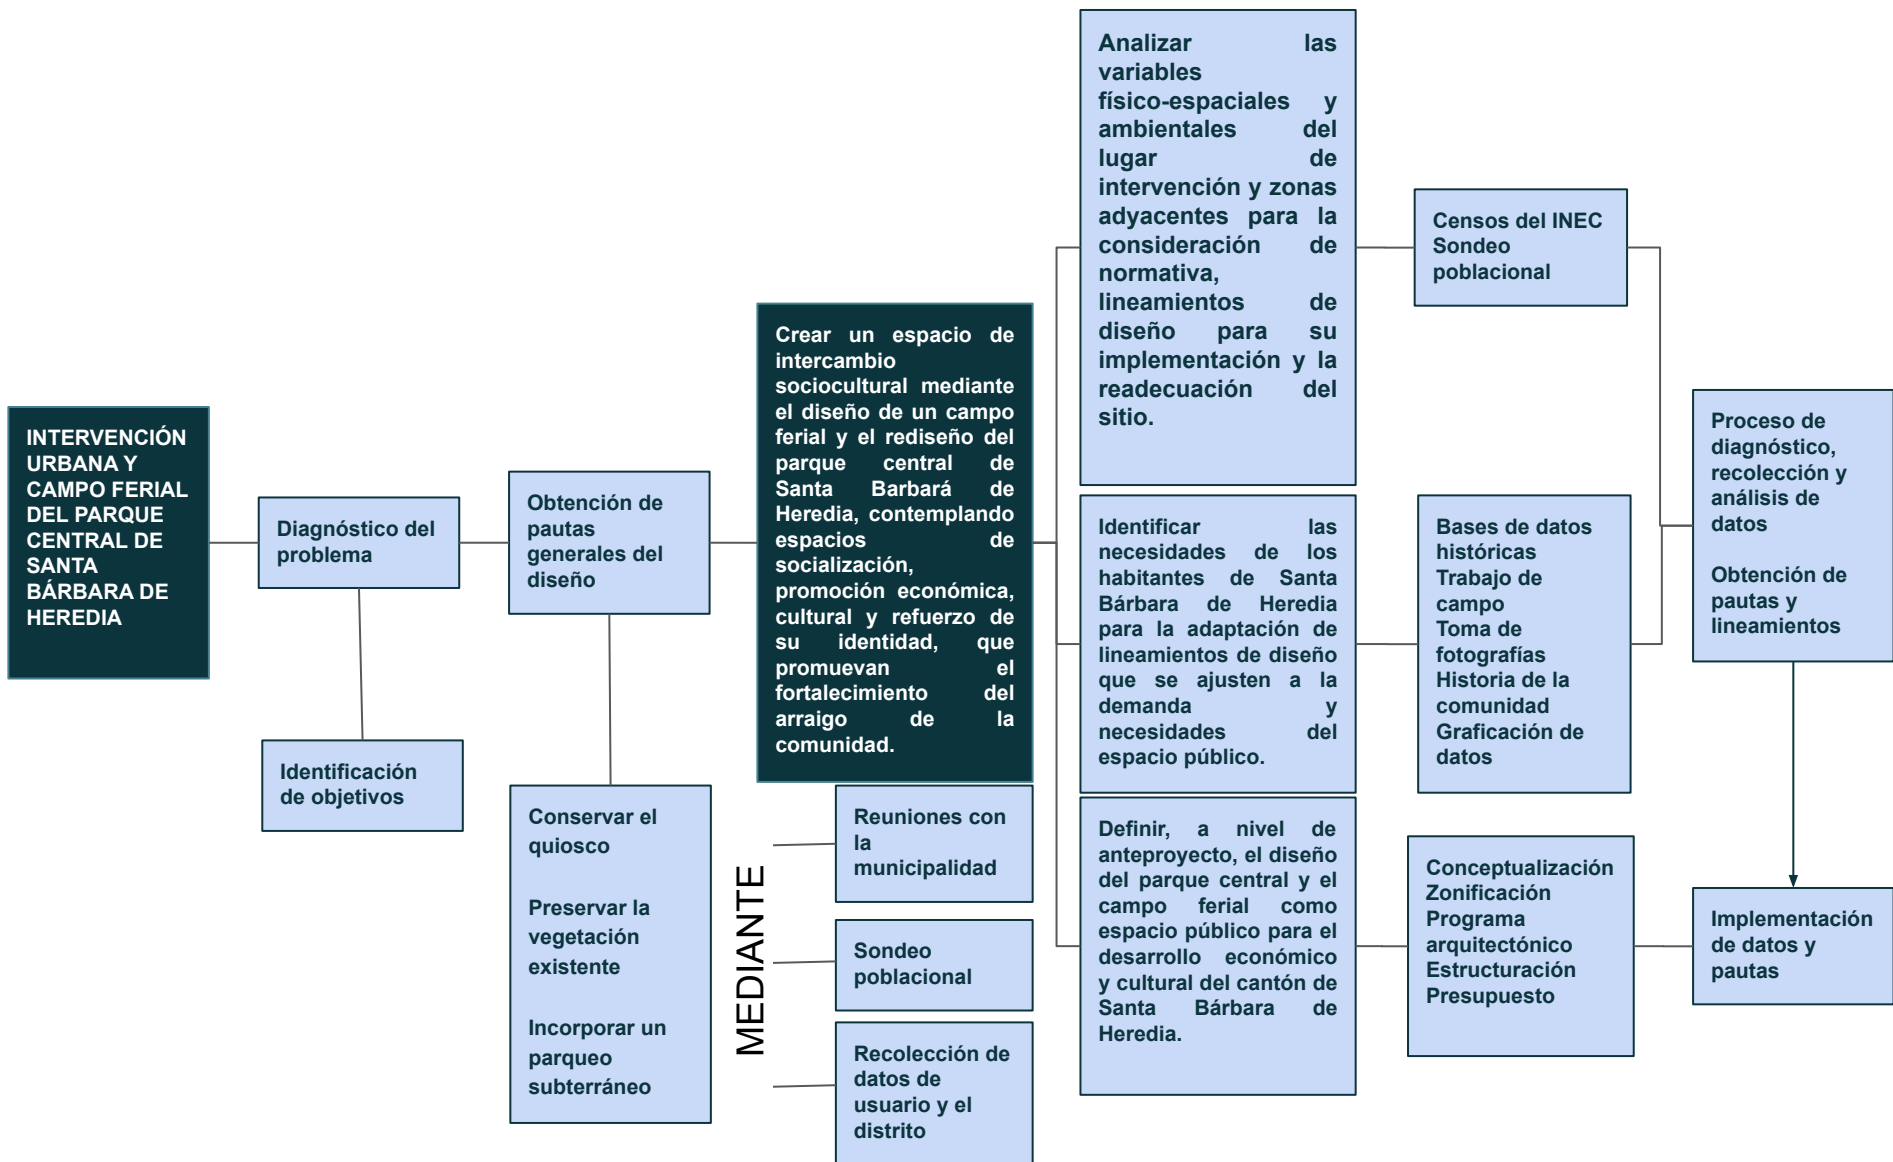 INTERVENCIÓN
URBANA Y
CAMPO FERIAL
DEL PARQUE
CENTRAL DE
SANTA
BÁRBARA DE
HEREDIA
Diagnóstico del
problema
Identificación
de objetivos
Obtención de
pautas
generales del
diseño
Conservar el
quiosco
Preservar la
vegetación
existente
Incorporar un
parqueo
subterráneo
MEDIANTE
Crear un espacio de
intercambio
sociocultural mediante
el diseño de un campo
ferial y el rediseño del
parque central de
Santa Barbará de
Heredia, contemplando
espacios de
socialización,
promoción económica,
cultural y refuerzo de
su identidad, que
promuevan el
fortalecimiento del
arraigo de la
comunidad.
Reuniones con
la
municipalidad
Sondeo
poblacional
Recolección de
datos de
usuario y el
distrito
Analizar las
variables
físico-espaciales y
ambientales del
lugar de
intervención y zonas
adyacentes para la
consideración de
normativa,
lineamientos de
diseño para su
implementación y la
readecuación del
sitio.
Identificar las
necesidades de los
habitantes de Santa
Bárbara de Heredia
para la adaptación de
lineamientos de diseño
que se ajusten a la
demanda y
necesidades del
espacio público.
Definir, a nivel de
anteproyecto, el diseño
del parque central y el
campo ferial como
espacio público para el
desarrollo económico
y cultural del cantón de
Santa Bárbara de
Heredia.
Censos del INEC
Sondeo
poblacional
Bases de datos
históricas
Trabajo de
campo
Toma de
fotografías
Historia de la
comunidad
Graficación de
datos
Conceptualización
Zonificación
Programa
arquitectónico
Estructuración
Presupuesto
Proceso de
diagnóstico,
recolección y
análisis de
datos
Obtención de
pautas y
lineamientos
Implementación
de datos y
pautas